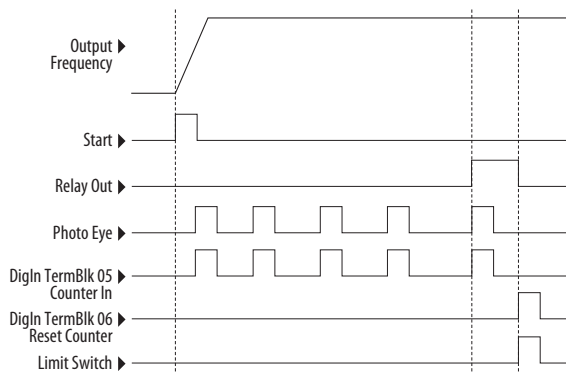 Output
Frequency
Start
Relay Out
Photo Eye
DigIn TermBlk 05
Counter In
DigIn TermBlk 06
Reset Counter
Limit Switch